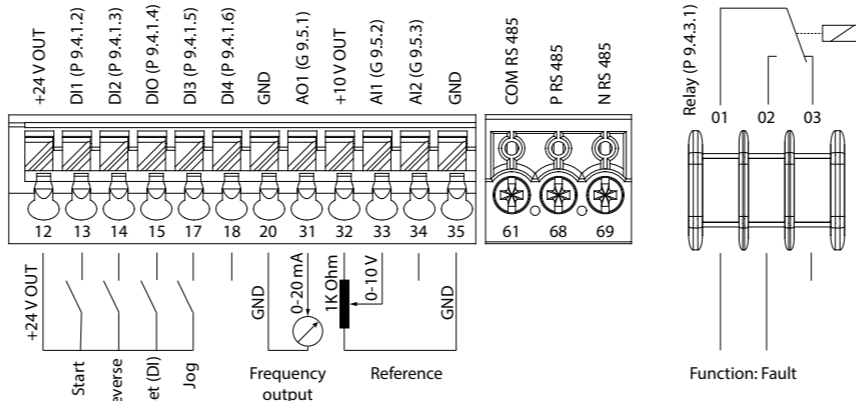 +24 V OUT
DI1 (P 9.4.1.2)
DI2 (P 9.4.1.3)
DIO (P 9.4.1.4)
DI3 (P 9.4.1.5)
DI4 (P 9.4.1.6)
GND
AO1 (G 9.5.1)
+10 V OUT
AI1 (G 9.5.2)
AI2 (G 9.5.3)
GND
COM RS 485
P RS 485
N RS 485
Relay (P 9.4.3.1)
01 02 03
12 13 14 15 17 18 20 31 32 33 34 35
61 68 69
+24 V OUT
Start
Jog
GND
0-20 mA
1K Ohm
0-10 V
GND
Frequency
output
Reference
Function: Fault